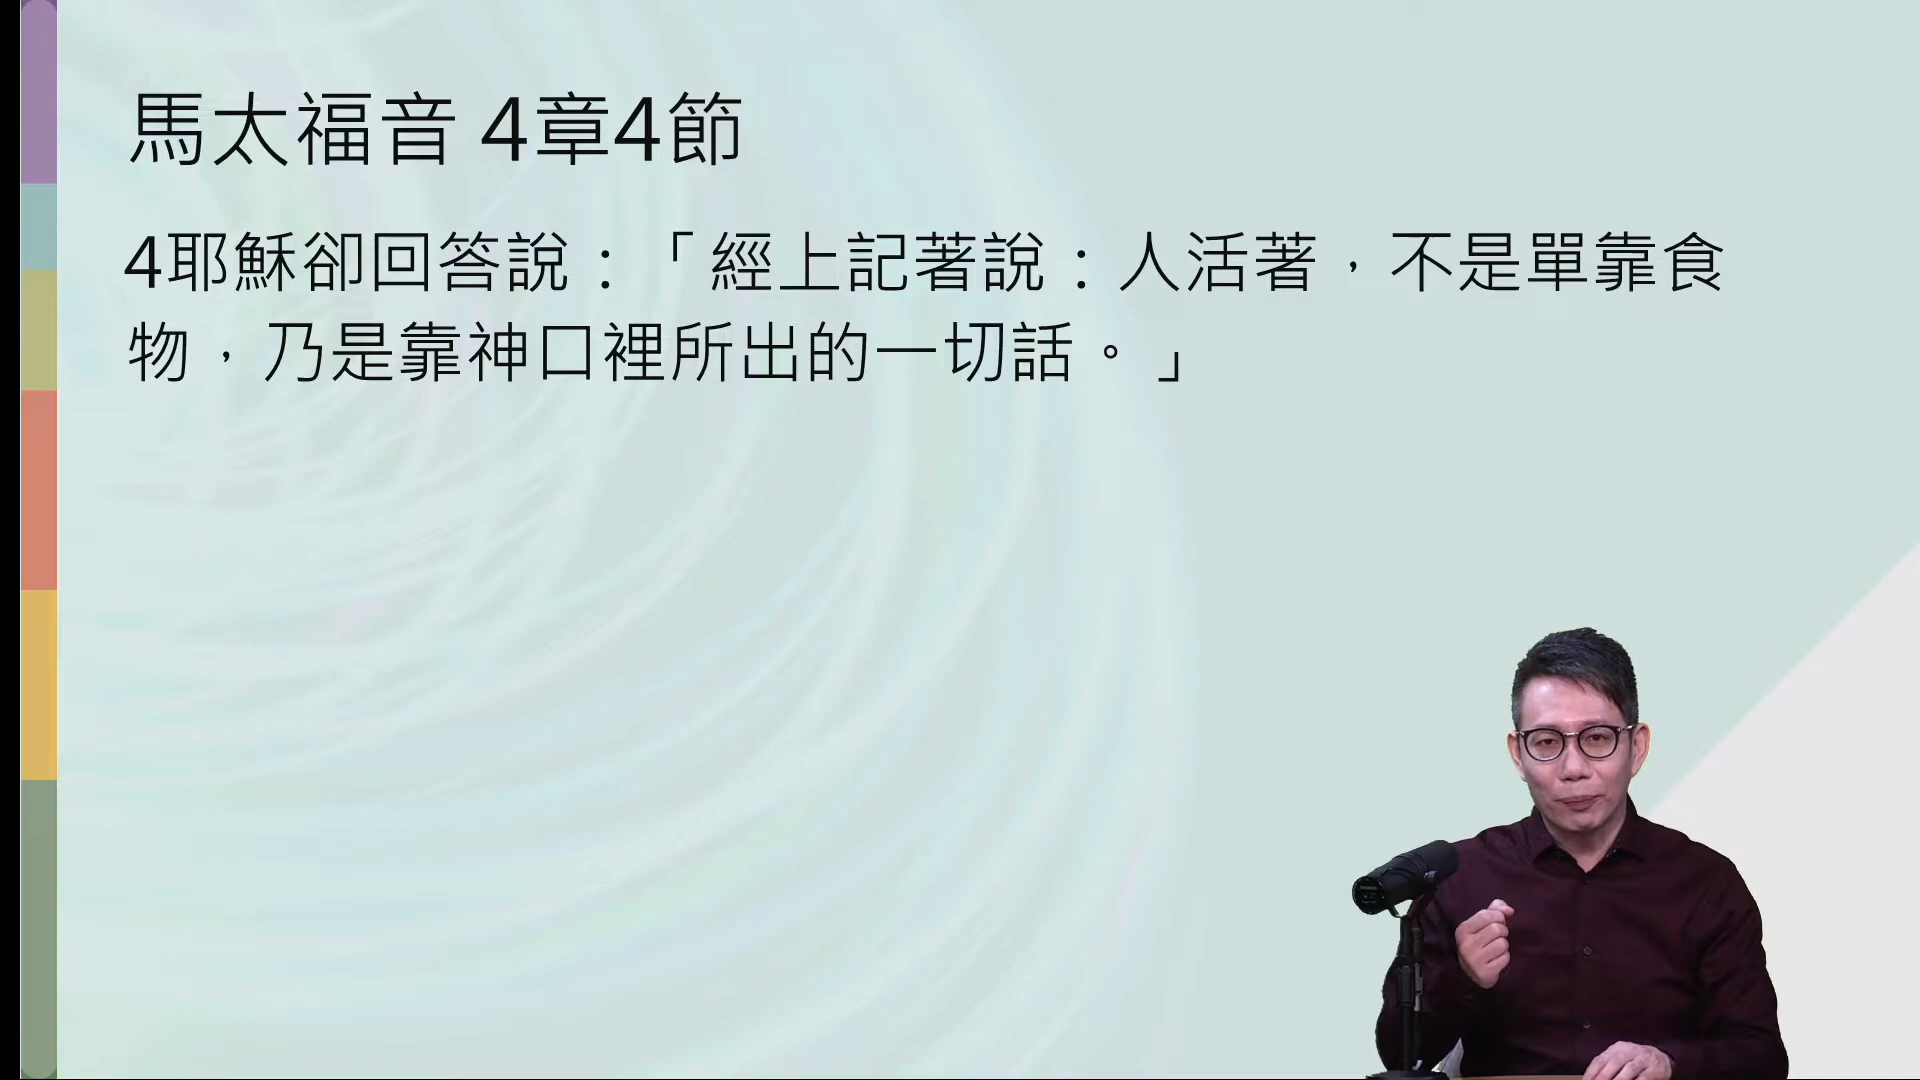 馬太福音 4章4節
4耶穌卻回答說：「經上記著說：人活著，不是單靠食
物，乃是靠神口裡所出的一切話。」